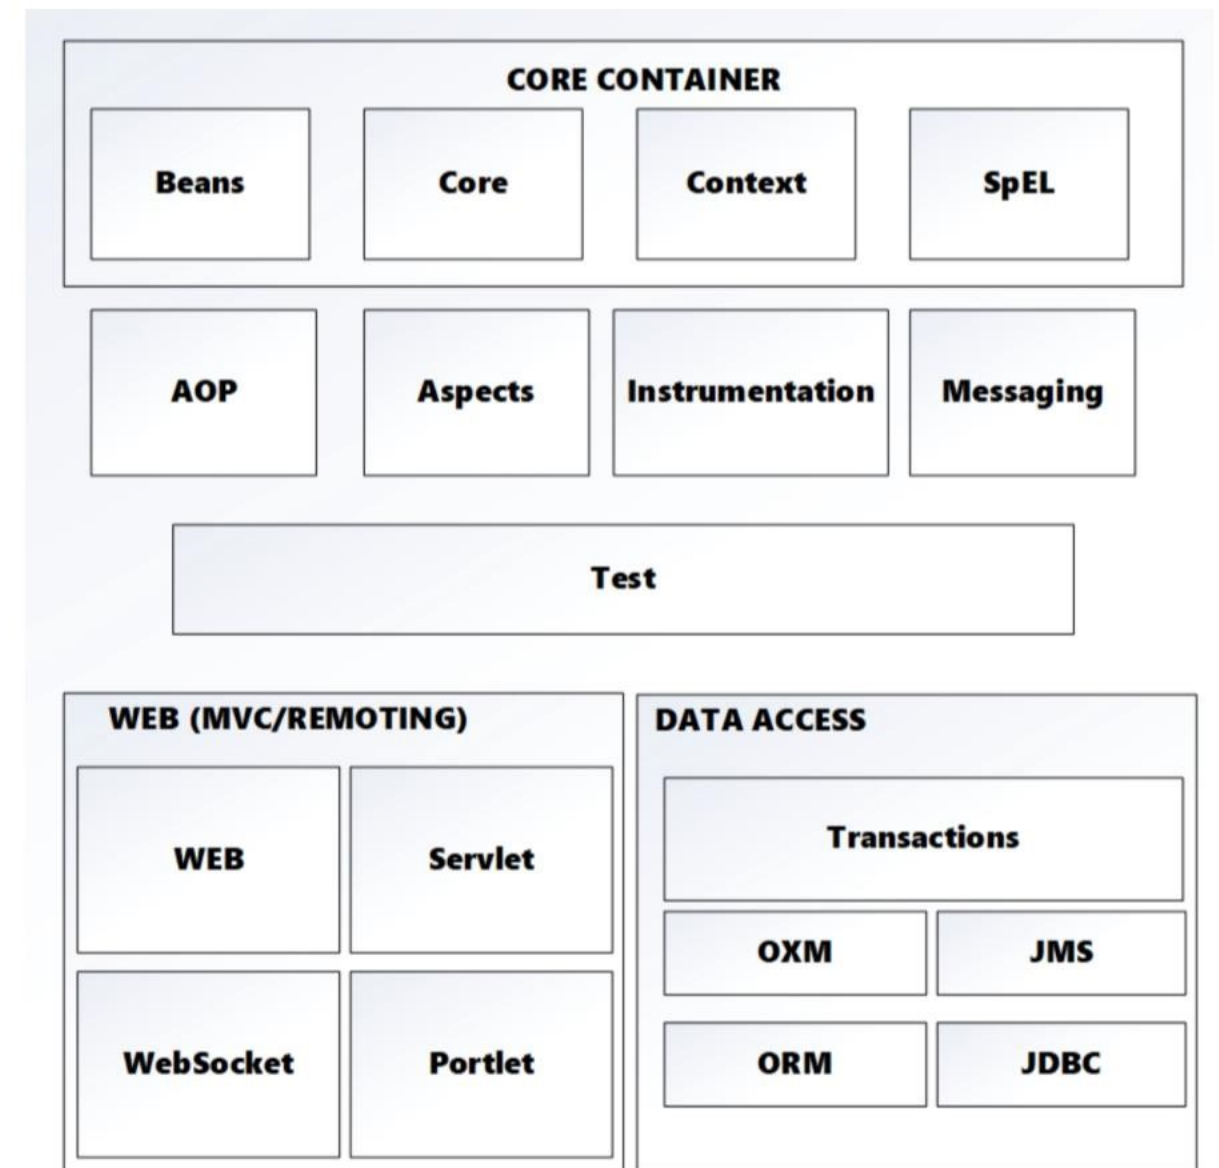 CORE CONTAINER
Beans
Core
Context
SpEL
AOP
Aspects
Instrumentation
Messaging
Test
WEB (MVC/REMOTING)
WEB
Servlet
WebSocket
Portlet
DATA ACCESS
Transactions
OXM
JMS
ORM
JDBC